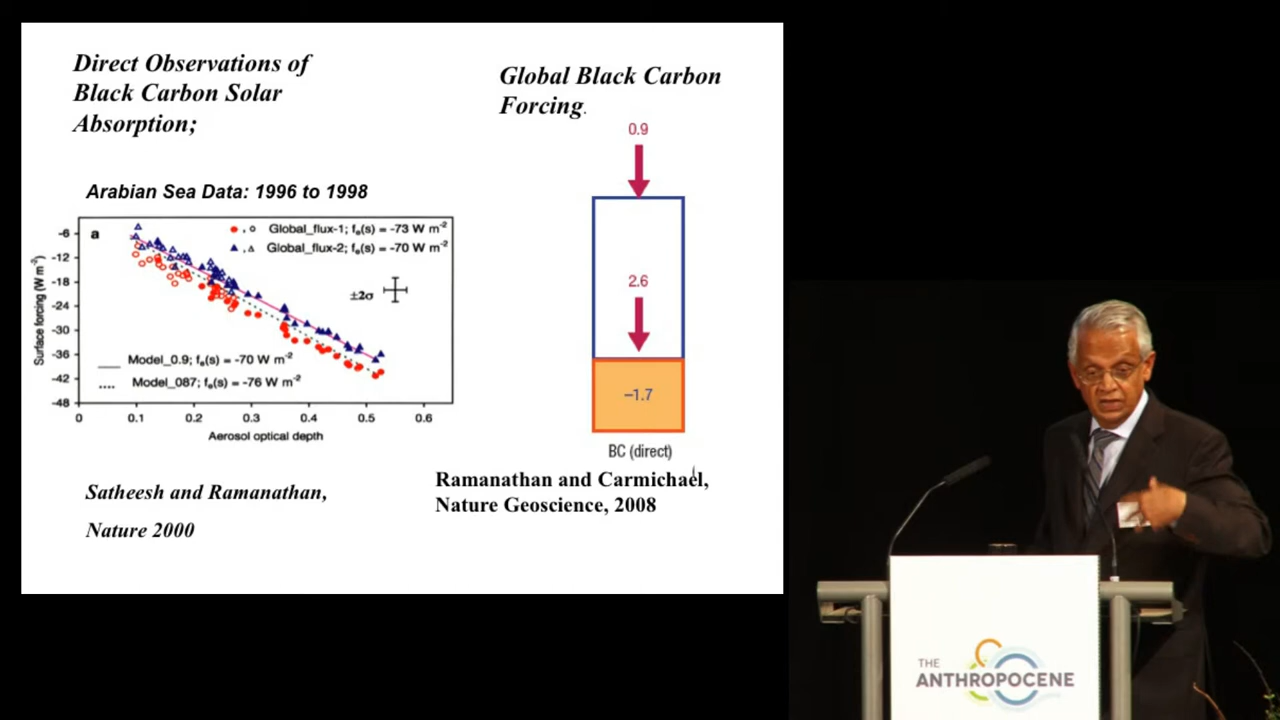 Direct Observations of
Black Carbon Solar
Absorption;
Arabian Sea Data: 1996 to 1998
a
Global_flux-1; fₑ(s) = -73 W m⁻²
Global_flux-2; fₑ(s) = -70 W m⁻²
±2σ
Model_0.9; fₑ(s) = -70 W m⁻²
Model_087; fₑ(s) = -76 W m⁻²
Surface forcing (W m⁻²)
-6
-12
-18
-24
-30
-36
-42
-48
0 0.1 0.2 0.3 0.4 0.5 0.6
Aerosol optical depth
Satheesh and Ramanathan,
Nature 2000
Global Black Carbon
Forcing.
0.9
2.6
–1.7
BC (direct)
Ramanathan and Carmichael,
Nature Geoscience, 2008
THE
ANTHROPOCENE